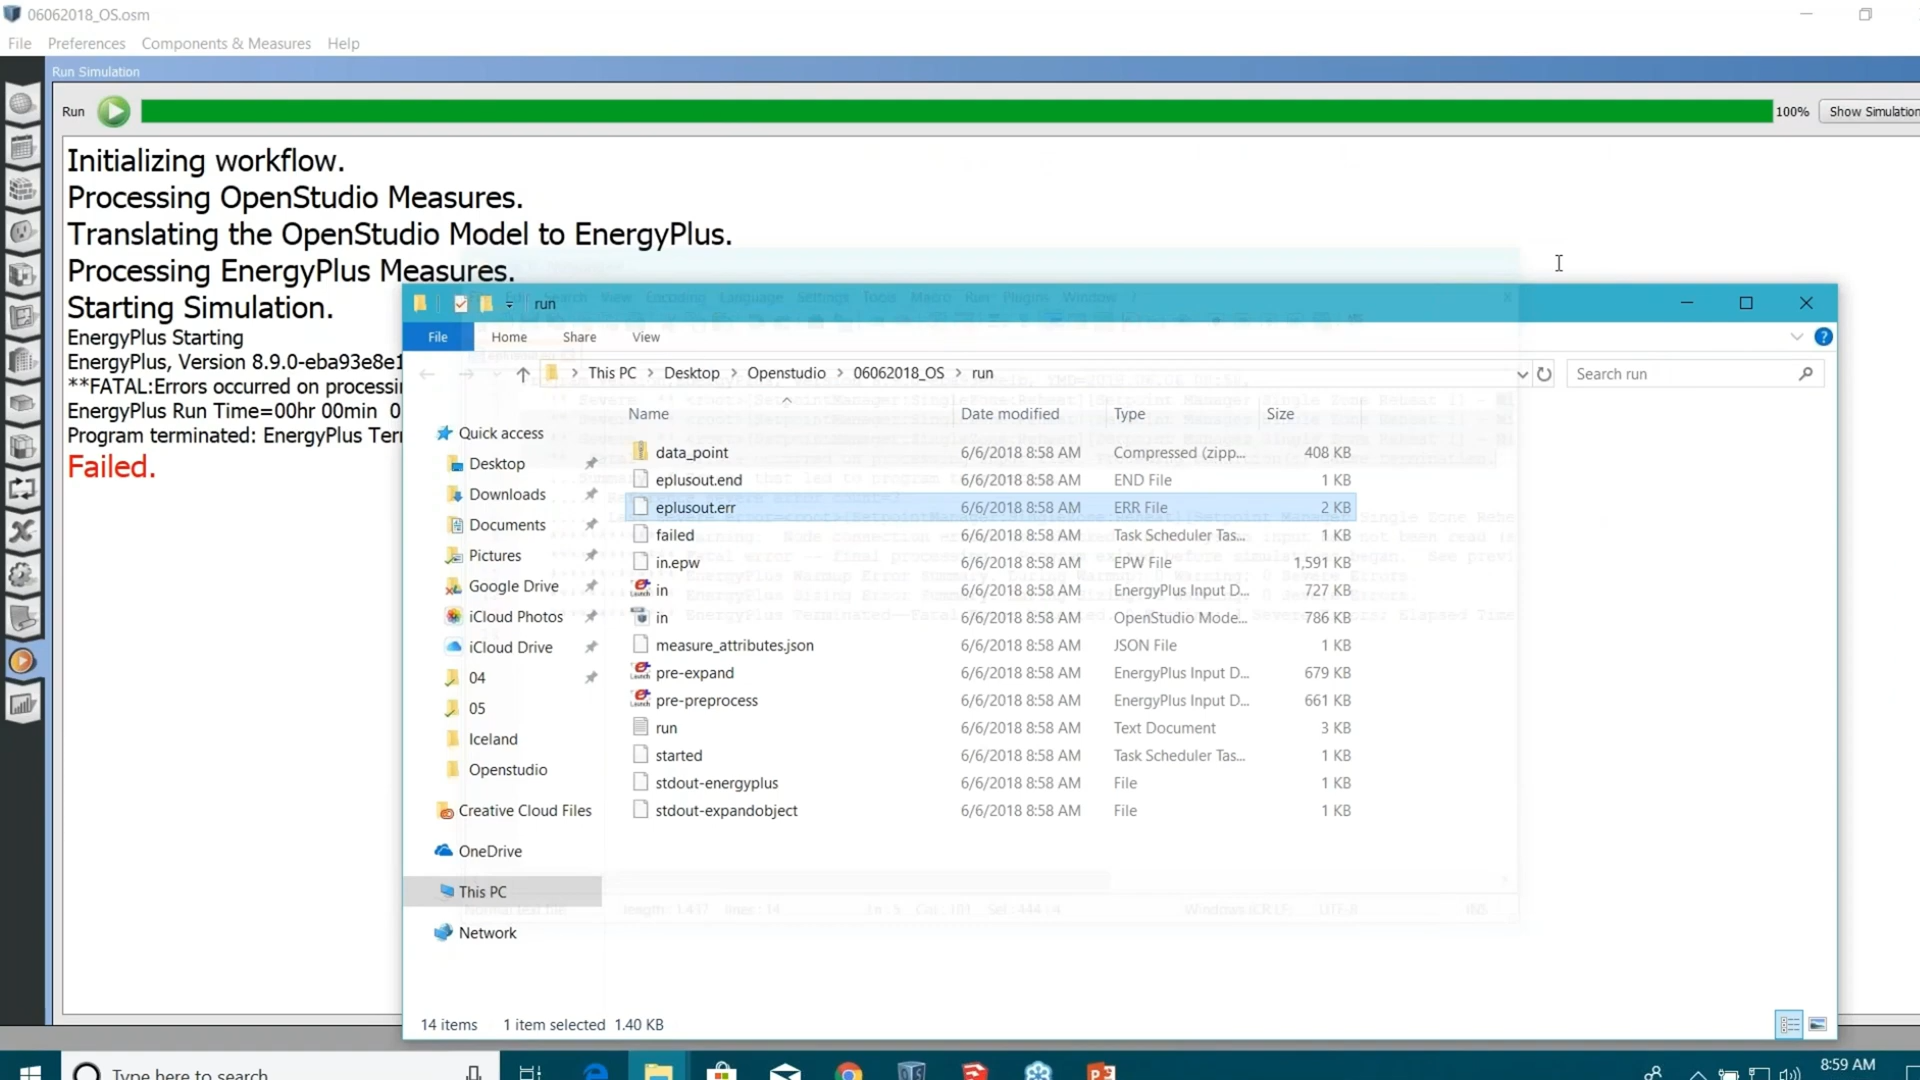 06062018_OS.osm
File Preferences Components & Measures Help
Run Simulation
Run 100% Show Simulation
Initializing workflow.
Processing OpenStudio Measures.
Translating the OpenStudio Model to EnergyPlus.
Processing EnergyPlus Measures.
Starting Simulation.
EnergyPlus Starting
EnergyPlus, Version 8.9.0-eba93e8e1
**FATAL:Errors occurred on processin
EnergyPlus Run Time=00hr 00min 0
Program terminated: EnergyPlus Terr
Failed.
run
File Home Share View
This PC Desktop Openstudio 06062018_OS run
Search run
Name Date modified Type Size
Quick access
Desktop
Downloads
Documents
Pictures
Google Drive
iCloud Photos
iCloud Drive
04
05
Iceland
Openstudio
Creative Cloud Files
OneDrive
This PC
Network
data_point 6/6/2018 8:58 AM Compressed (zipp... 408 KB
eplusout.end 6/6/2018 8:58 AM END File 1 KB
eplusout.err 6/6/2018 8:58 AM ERR File 2 KB
failed 6/6/2018 8:58 AM Task Scheduler Tas... 1 KB
in.epw 6/6/2018 8:58 AM EPW File 1,591 KB
in 6/6/2018 8:58 AM EnergyPlus Input D... 727 KB
in 6/6/2018 8:58 AM OpenStudio Mode... 786 KB
measure_attributes.json 6/6/2018 8:58 AM JSON File 1 KB
pre-expand 6/6/2018 8:58 AM EnergyPlus Input D... 679 KB
pre-preprocess 6/6/2018 8:58 AM EnergyPlus Input D... 661 KB
run 6/6/2018 8:58 AM Text Document 3 KB
started 6/6/2018 8:58 AM Task Scheduler Tas... 1 KB
stdout-energyplus 6/6/2018 8:58 AM File 1 KB
stdout-expandobject 6/6/2018 8:58 AM File 1 KB
14 items 1 item selected 1.40 KB
Type here to search
8:59 AM